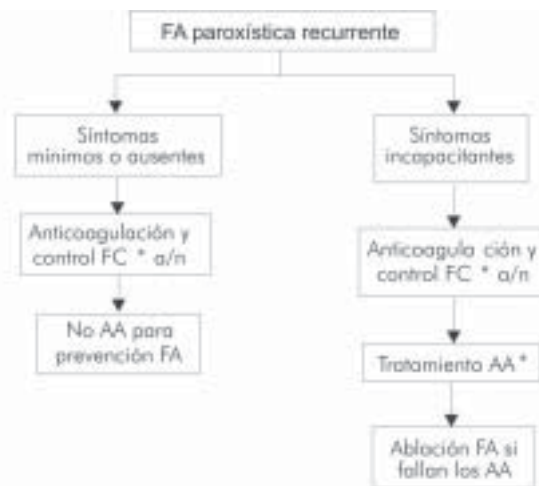 FA paroxística recurrente
Síntomas
mínimos o ausentes
Síntomas
incapacitantes
Anticoagulación y
control FC * a/n
Anticoagula ción y
control FC * a/n
No AA para
prevención FA
Tratamiento AA*
Ablación FA si
fallan los AA